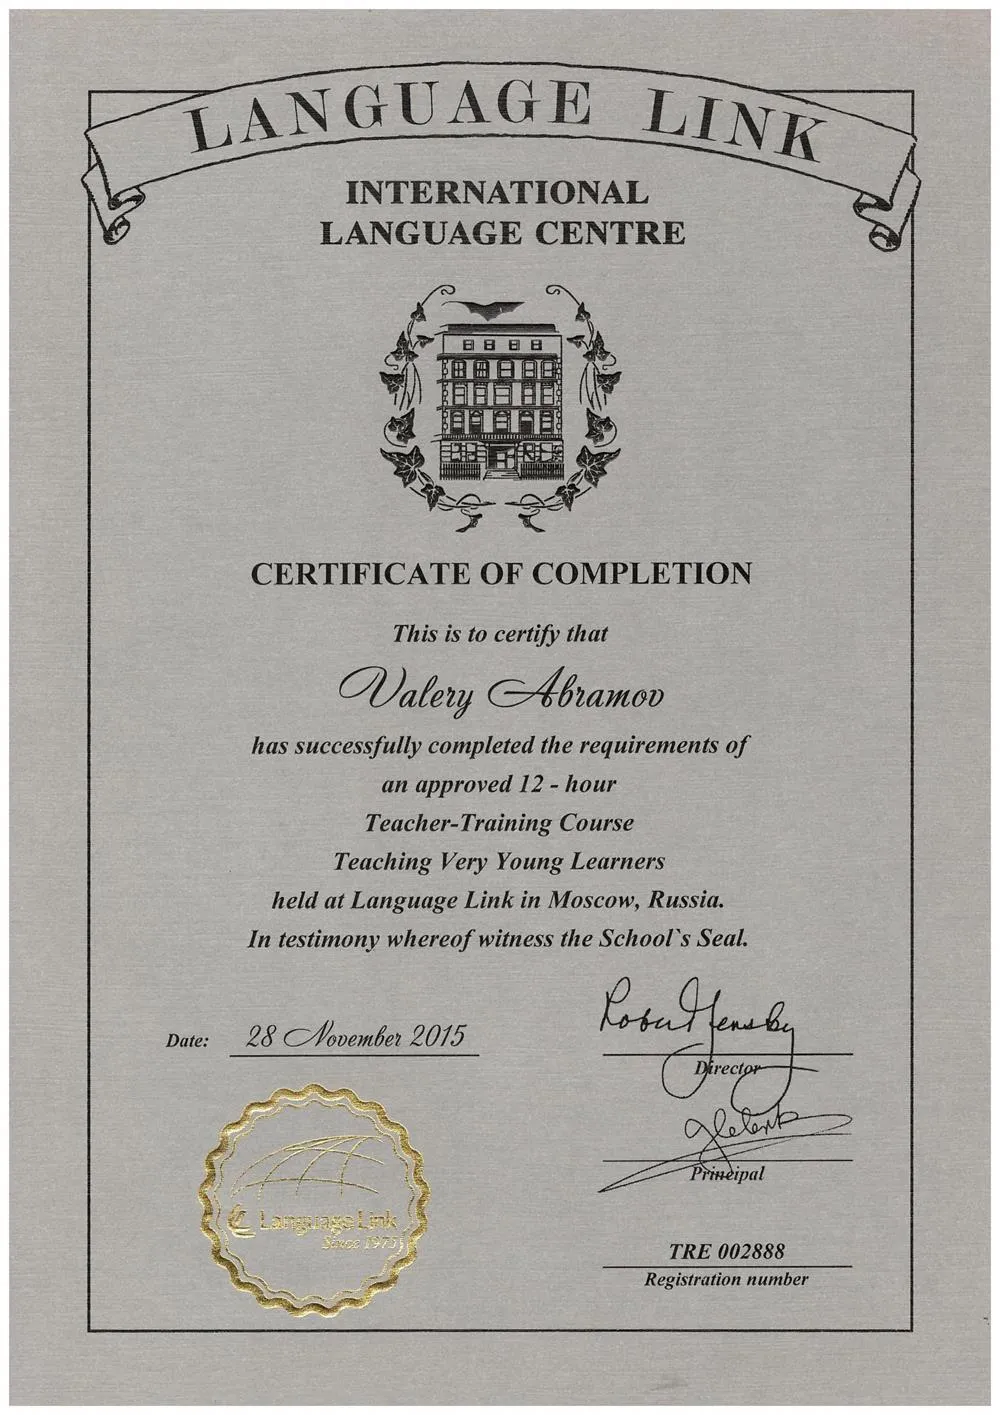 LANGUAGE LINK
INTERNATIONAL
LANGUAGE CENTRE
CERTIFICATE OF COMPLETION
This is to certify that
Valery Abramov
has successfully completed the requirements of
an approved 12 - hour
Teacher-Training Course
Teaching Very Young Learners
held at Language Link in Moscow, Russia.
In testimony whereof witness the School`s Seal.
Date: 28 November 2015
Director
Principal
Language Link
Since 1975
TRE 002888
Registration number